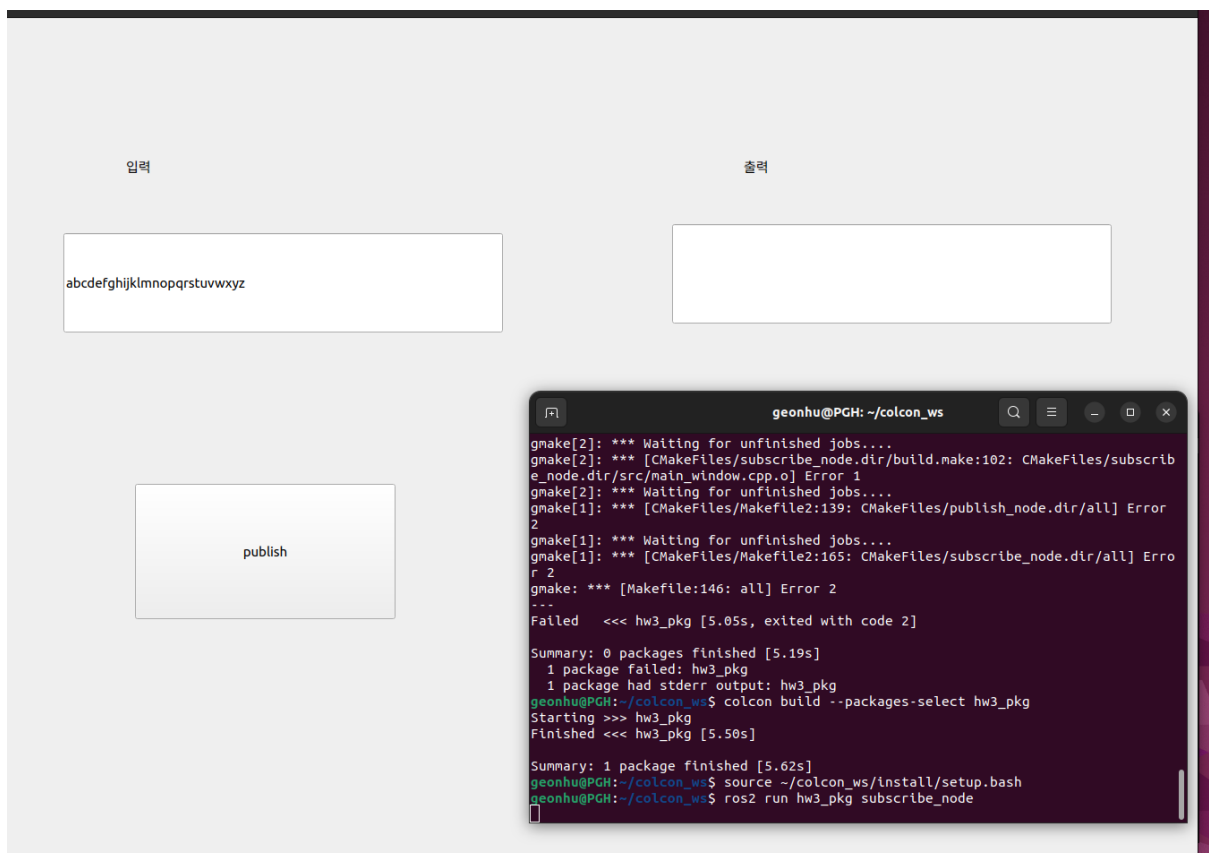 입력
출력
abcdefghijklmnopqrstuvwxyz
publish
geonhu@PGH: ~/colcon_ws
gmake[2]: *** Waiting for unfinished jobs....
gmake[2]: *** [CMakeFiles/subscribe_node.dir/build.make:102: CMakeFiles/subscrib
e_node.dir/src/main_window.cpp.o] Error 1
gmake[2]: *** Waiting for unfinished jobs....
gmake[1]: *** [CMakeFiles/Makefile2:139: CMakeFiles/publish_node.dir/all] Error
2
gmake[1]: *** Waiting for unfinished jobs....
gmake[1]: *** [CMakeFiles/Makefile2:165: CMakeFiles/subscribe_node.dir/all] Erro
r 2
gmake: *** [Makefile:146: all] Error 2
---
Failed   <<< hw3_pkg [5.05s, exited with code 2]
Summary: 0 packages finished [5.19s]
  1 package failed: hw3_pkg
  1 package had stderr output: hw3_pkg
geonhu@PGH:~/colcon_ws$ colcon build --packages-select hw3_pkg
Starting >>> hw3_pkg
Finished <<< hw3_pkg [5.50s]
Summary: 1 package finished [5.62s]
geonhu@PGH:~/colcon_ws$ source ~/colcon_ws/install/setup.bash
geonhu@PGH:~/colcon_ws$ ros2 run hw3_pkg subscribe_node